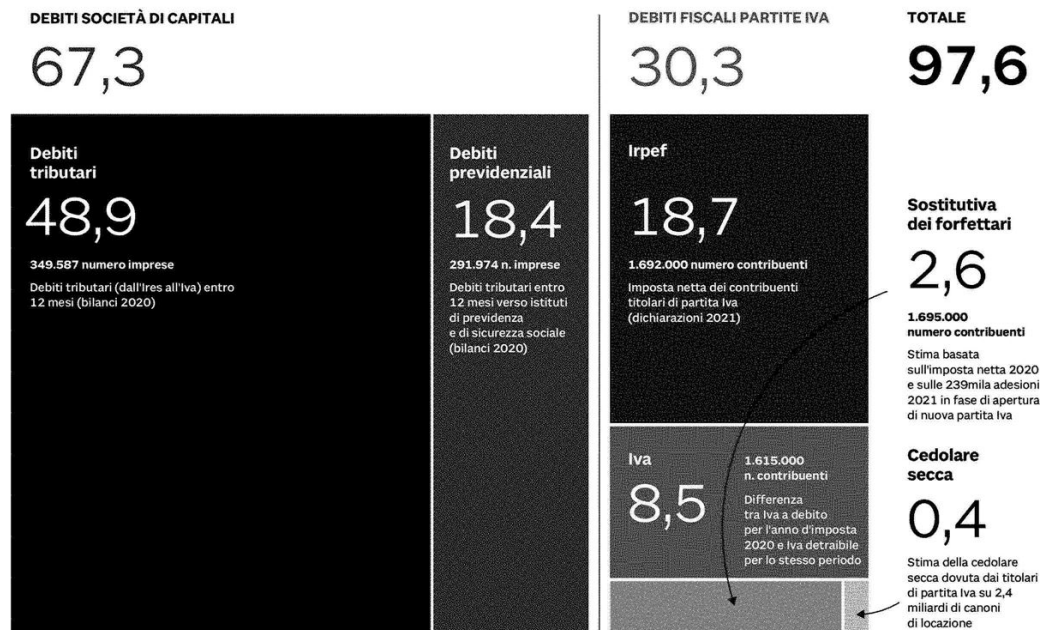 DEBITI SOCIETÀ DI CAPITALI
67,3
Debiti
tributari
48,9
349.587 numero imprese
Debiti tributari (dall'Ires all'Iva) entro
12 mesi (bilanci 2020)
Debiti
previdenziali
18,4
291.974 n. imprese
Debiti tributari entro
12 mesi verso istituti
di previdenza
e di sicurezza sociale
(bilanci 2020)
DEBITI FISCALI PARTITE IVA
30,3
Irpef
18,7
1.692.000 numero contribuenti
Imposta netta dei contribuenti
titolari di partita Iva
(dichiarazioni 2021)
Iva
8,5
1.615.000
n. contribuenti
Differenza
tra Iva a debito
per l'anno d'imposta
2020 e Iva detraibile
per lo stesso periodo
TOTALE
97,6
Sostitutiva
dei forfettari
2,6
1.695.000
numero contribuenti
Stima basata
sull'imposta netta 2020
e sulle 239mila adesioni
2021 in fase di apertura
di nuova partita Iva
Cedolare
secca
0,4
Stima della cedolare
secca dovuta dai titolari
di partita Iva su 2,4
miliardi di canoni
di locazione